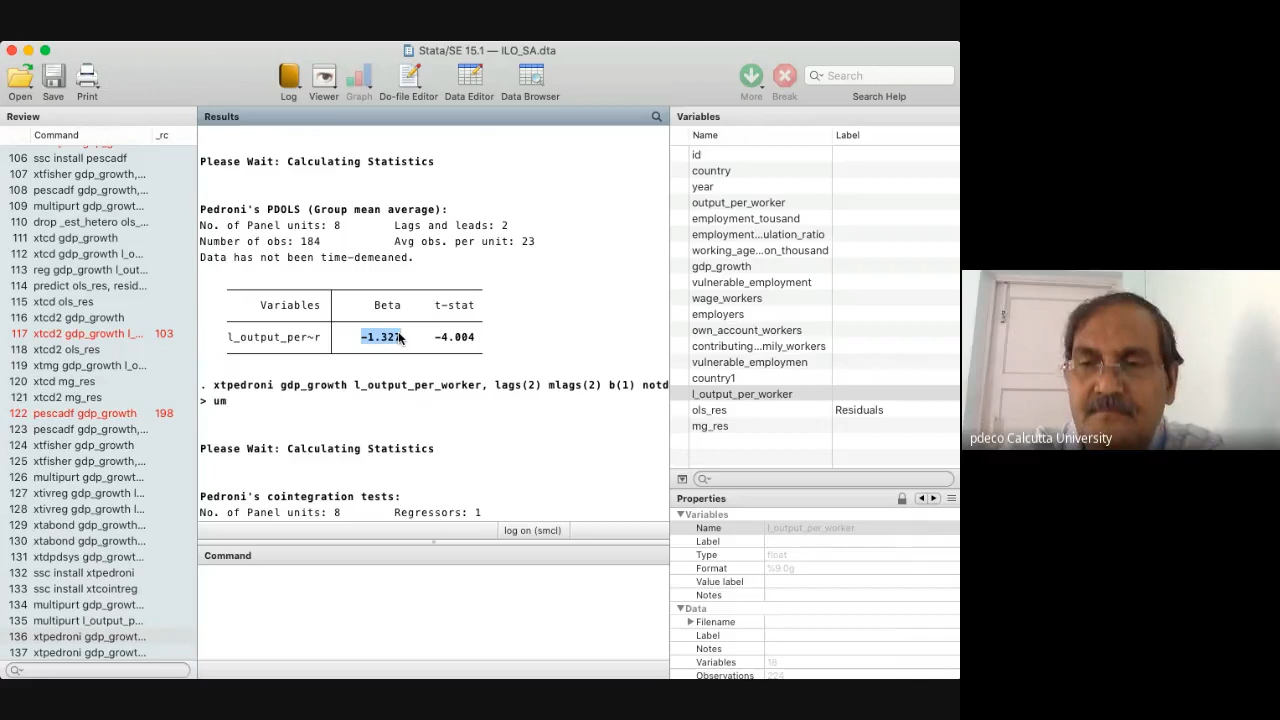 Stata/SE 15.1 — ILO_SA.dta
Open Save Print Log Viewer Graph Do-file Editor Data Editor Data Browser More Break Search Search Help
Review
Command _rc
106 ssc install pescadf
107 xtfisher gdp_growth,...
108 pescadf gdp_growth,...
109 multipurt gdp_growt...
110 drop _est_hetero ols_...
111 xtcd gdp_growth
112 xtcd gdp_growth l_o...
113 reg gdp_growth l_out...
114 predict ols_res, resid...
115 xtcd ols_res
116 xtcd2 gdp_growth
117 xtcd2 gdp_growth l_... 103
118 xtcd2 ols_res
119 xtmg gdp_growth l_o...
120 xtcd mg_res
121 xtcd2 mg_res
122 pescadf gdp_growth 198
123 pescadf gdp_growth,...
124 xtfisher gdp_growth
125 xtfisher gdp_growth,...
126 multipurt gdp_growt...
127 xtivreg gdp_growth l...
128 xtivreg gdp_growth l...
129 xtabond gdp_growth...
130 xtabond gdp_growth...
131 xtdpdsys gdp_growt...
132 ssc install xtpedroni
133 ssc install xtcointreg
134 multipurt gdp_growt...
135 multipurt l_output_p...
136 xtpedroni gdp_growt...
137 xtpedroni gdp_growt...
Results
Please Wait: Calculating Statistics
Pedroni's PDOLS (Group mean average):
No. of Panel units: 8 Lags and leads: 2
Number of obs: 184 Avg obs. per unit: 23
Data has not been time-demeaned.
Variables Beta t-stat
l_output_per~r -1.327 -4.004
. xtpedroni gdp_growth l_output_per_worker, lags(2) mlags(2) b(1) notd
> um
Please Wait: Calculating Statistics
Pedroni's cointegration tests:
No. of Panel units: 8 Regressors: 1
log on (smcl)
Command
Variables
Name Label
id
country
year
output_per_worker
employment_tousand
employment...ulation_ratio
working_age...on_thousand
gdp_growth
vulnerable_employment
wage_workers
employers
own_account_workers
contributing...mily_workers
vulnerable_employmen
country1
l_output_per_worker
ols_res Residuals
mg_res
Properties
Variables
Name l_output_per_worker
Label
Type float
Format %9.0g
Value label
Notes
Data
Filename
Label
Notes
Variables 18
Observations 224
pdeco Calcutta University